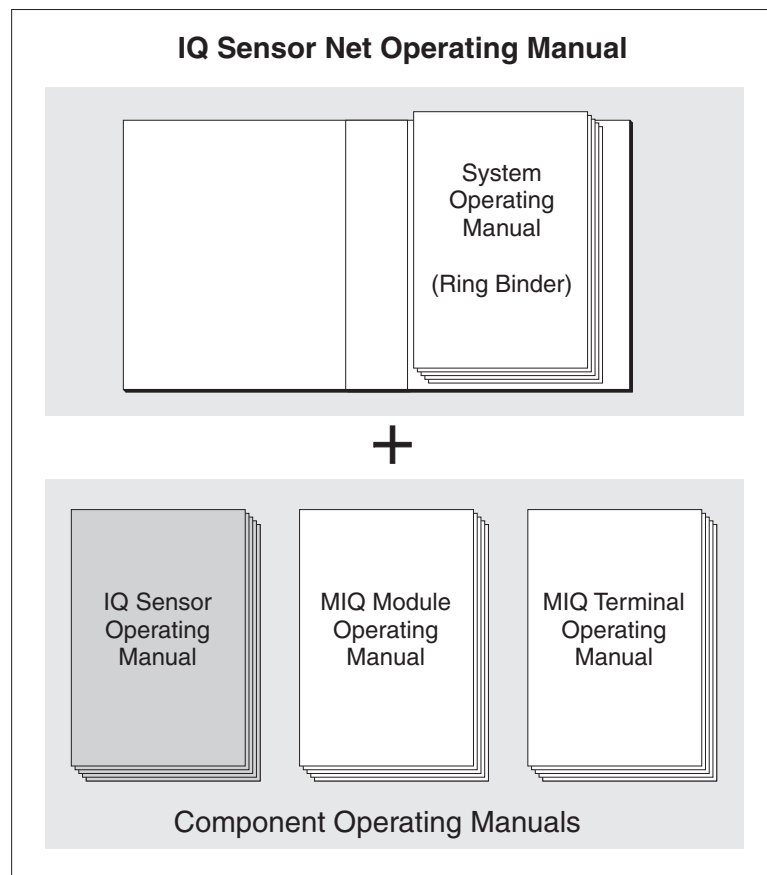 IQ Sensor Net Operating Manual
System
Operating
Manual
(Ring Binder)
+
IQ Sensor
Operating
Manual
MIQ Module
Operating
Manual
MIQ Terminal
Operating
Manual
Component Operating Manuals